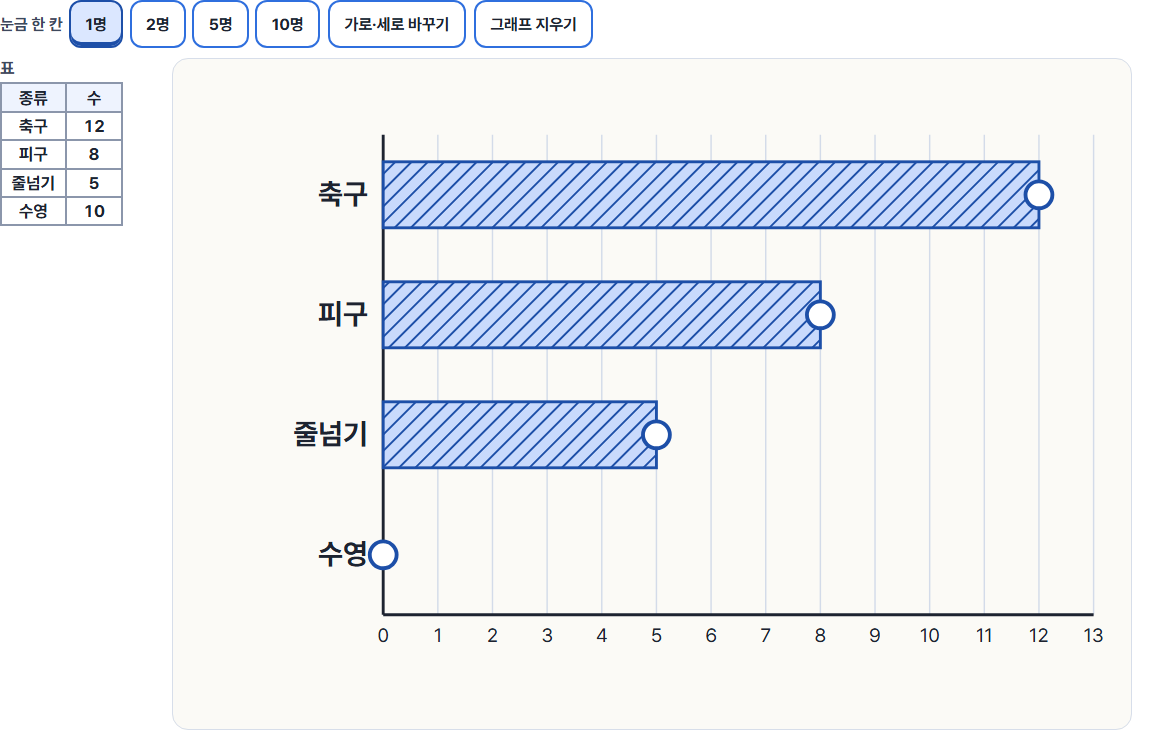 눈금 한 칸 1명 2명 5명 10명 가로·세로 바꾸기 그래프 지우기
표
종류 수
축구 12
피구 8
줄넘기 5
수영 10
축구
피구
줄넘기
수영
0 1 2 3 4 5 6 7 8 9 10 11 12 13